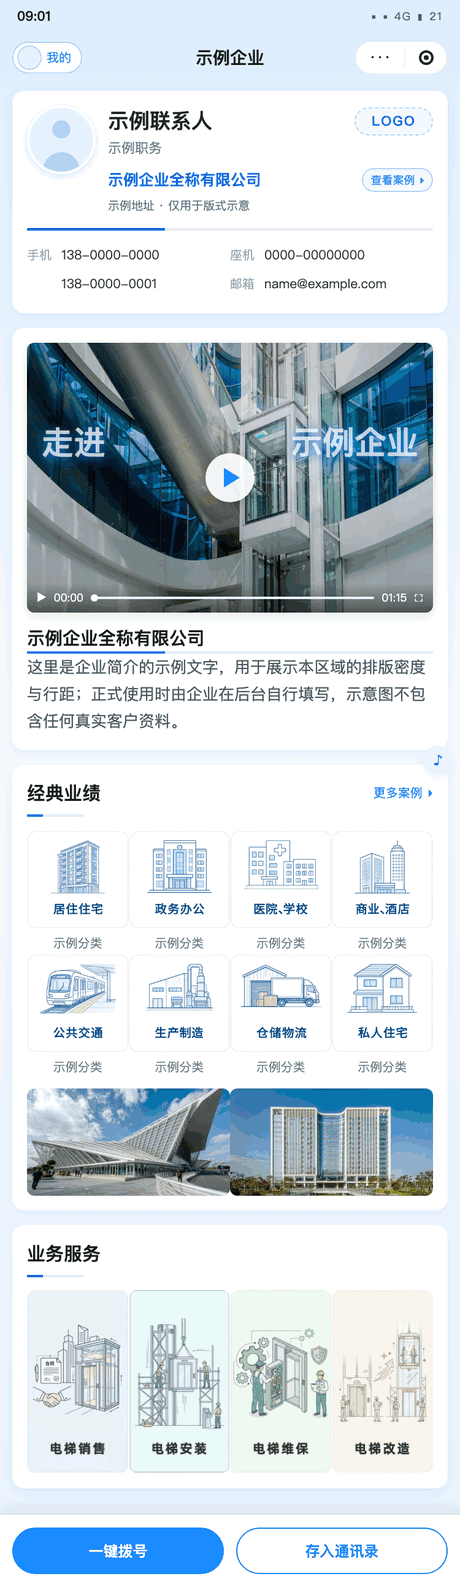 09:01
4G 21
我的
示例企业
示例联系人
LOGO
示例职务
示例企业全称有限公司
查看案例
示例地址 · 仅用于版式示意
手机 138-0000-0000
座机 0000-00000000
138-0000-0001
邮箱 name@example.com
走进
示例企业
00:00
01:15
示例企业全称有限公司
这里是企业简介的示例文字，用于展示本区域的排版密度
与行距；正式使用时由企业在后台自行填写，示意图不包
含任何真实客户资料。
经典业绩
更多案例
居住住宅
政务办公
医院、学校
商业、酒店
示例分类
示例分类
示例分类
示例分类
公共交通
生产制造
仓储物流
私人住宅
示例分类
示例分类
示例分类
示例分类
业务服务
合同
电梯销售
电梯安装
电梯维保
电梯改造
一键拨号
存入通讯录